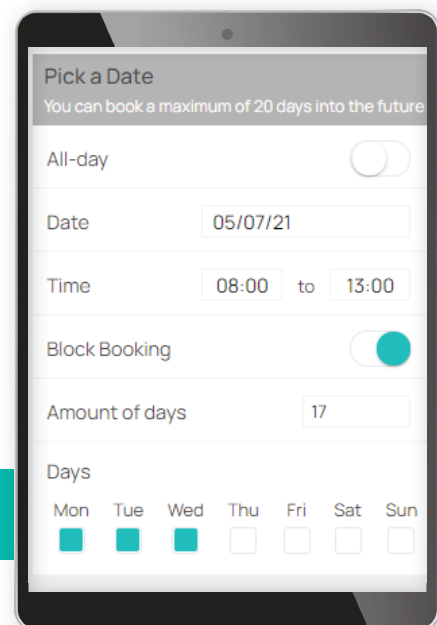 Pick a Date
You can book a maximum of 20 days into the future
All-day
Date 05/07/21
Time 08:00 to 13:00
Block Booking
Amount of days 17
Days
Mon Tue Wed Thu Fri Sat Sun